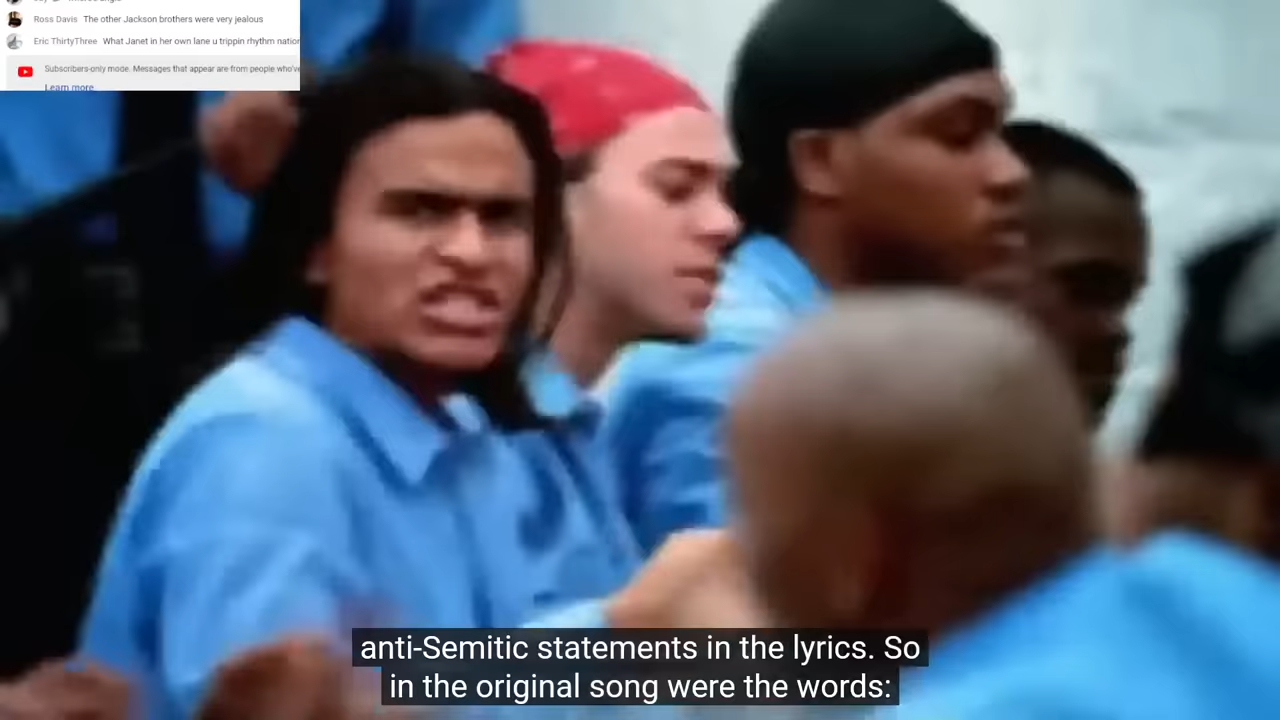 Ross Davis The other Jackson brothers were very jealous
Eric ThirtyThree What Janet in her own lane u trippin rhythm nation
Subscribers-only mode. Messages that appear are from people who've
Learn more
anti-Semitic statements in the lyrics. So
in the original song were the words: